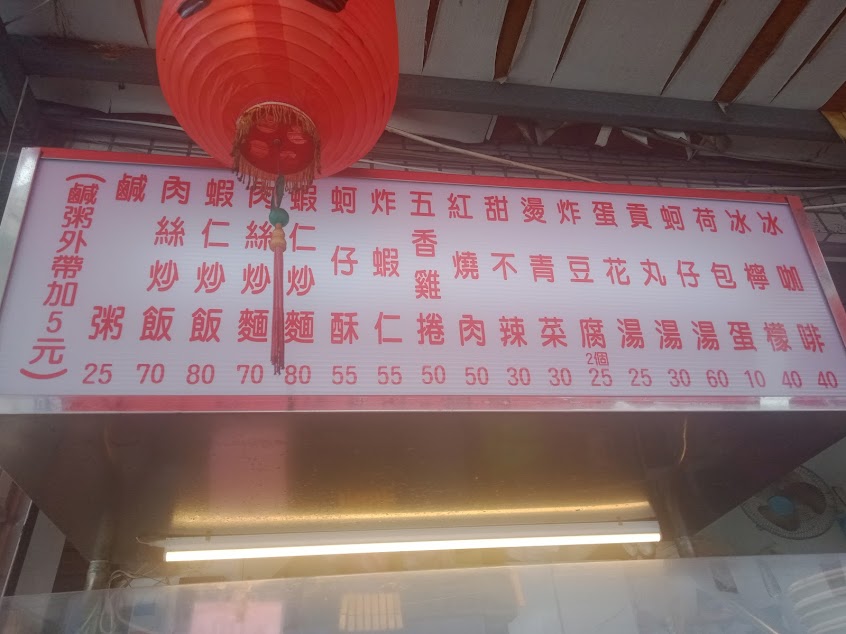 (鹹粥外帶加5元)
鹹粥 25
肉絲炒飯 70
蝦仁炒飯 80
肉絲炒麵 70
蝦仁炒麵 80
蚵仔酥 55
炸蝦仁 55
五香雞捲 50
紅燒肉 50
甜不辣 30
燙青菜 30
炸豆腐 2個 25
蛋花湯 25
貢丸湯 30
蚵仔湯 60
荷包蛋 10
冰檸檬 40
冰咖啡 40